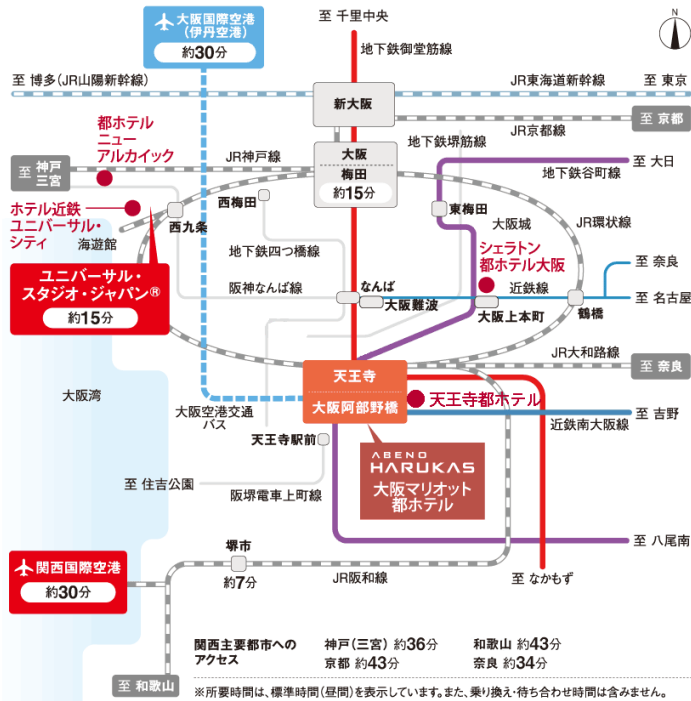 大阪国際空港
(伊丹空港)
約30分
至 千里中央
N
地下鉄御堂筋線
至 博多(JR山陽新幹線)
JR東海道新幹線
至 東京
新大阪
至 京都
JR京都線
都ホテル
ニュー
アルカイック
地下鉄堺筋線
大阪
梅田
約15分
至 大日
地下鉄谷町線
至 神戸
三宮
JR神戸線
西梅田
東梅田
大阪城
JR環状線
ホテル近鉄
ユニバーサル・
シティ
海遊館
西九条
地下鉄四つ橋線
シェラトン
都ホテル大阪
至 奈良
ユニバーサル・
スタジオ・ジャパン®
約15分
阪神なんば線
なんば
大阪難波
近鉄線
大阪上本町
鶴橋
至 名古屋
JR大和路線
至 奈良
天王寺
大阪阿部野橋
天王寺都ホテル
大阪湾
大阪空港交通
バス
至 吉野
近鉄南大阪線
天王寺駅前
ABENO
HARUKAS
大阪マリオット
都ホテル
至 住吉公園
阪堺電車上町線
至 八尾南
堺市
約7分
JR阪和線
至 なかもず
関西国際空港
約30分
関西主要都市への
アクセス
神戸(三宮) 約36分
和歌山 約43分
京都 約43分
奈良 約34分
至 和歌山
※所要時間は、標準時間(昼間)を表示しています。また、乗り換え・待ち合わせ時間は含みません。